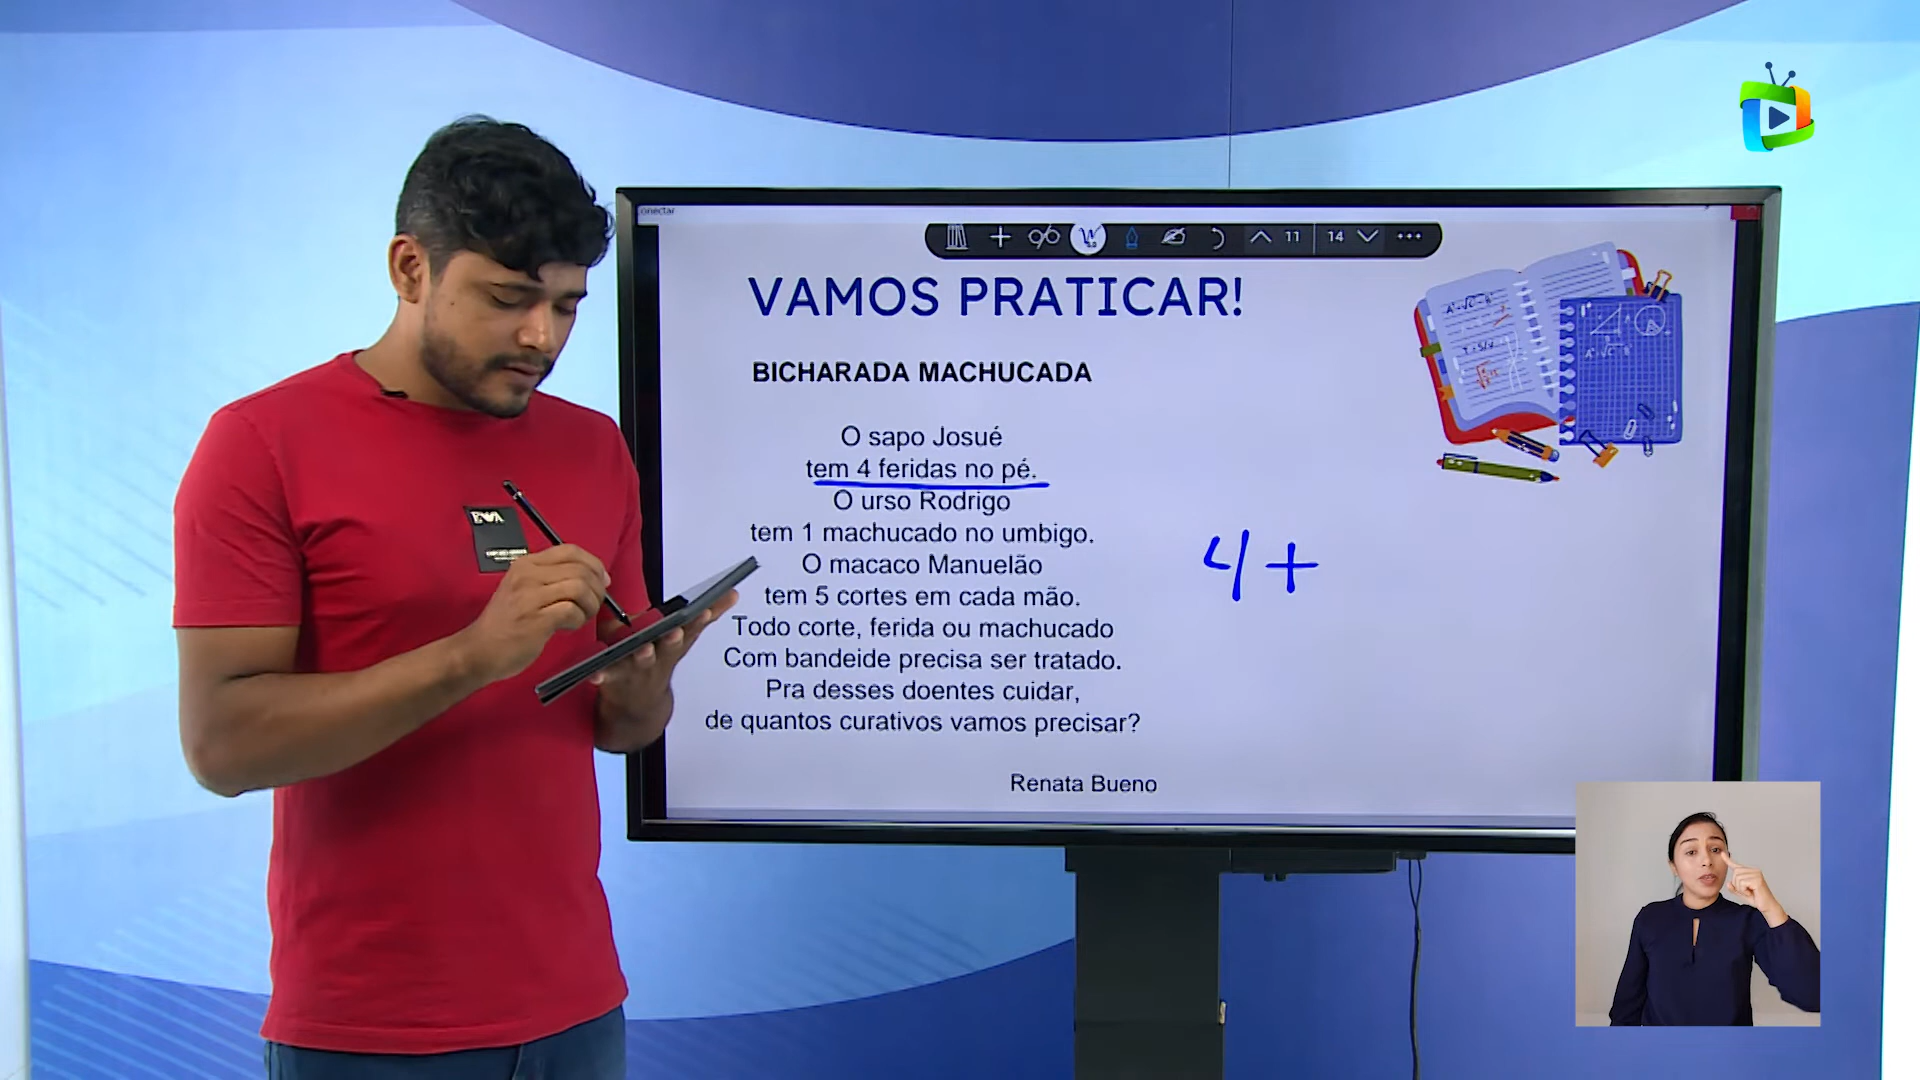 onectar
11 14
VAMOS PRATICAR!
BICHARADA MACHUCADA
O sapo Josué
tem 4 feridas no pé.
O urso Rodrigo
tem 1 machucado no umbigo.
O macaco Manuelão
tem 5 cortes em cada mão.
Todo corte, ferida ou machucado
Com bandeide precisa ser tratado.
Pra desses doentes cuidar,
de quantos curativos vamos precisar?
Renata Bueno
4+